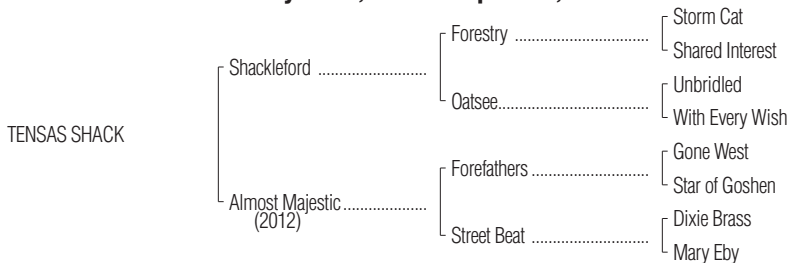 Storm Cat
Forestry ................................
Shared Interest
Shackleford ..........................
Unbridled
Oatsee....................................
With Every Wish
TENSAS SHACK
Gone West
Forefathers ............................
Star of Goshen
Almost Majestic....................
(2012)
Dixie Brass
Street Beat ............................
Mary Eby